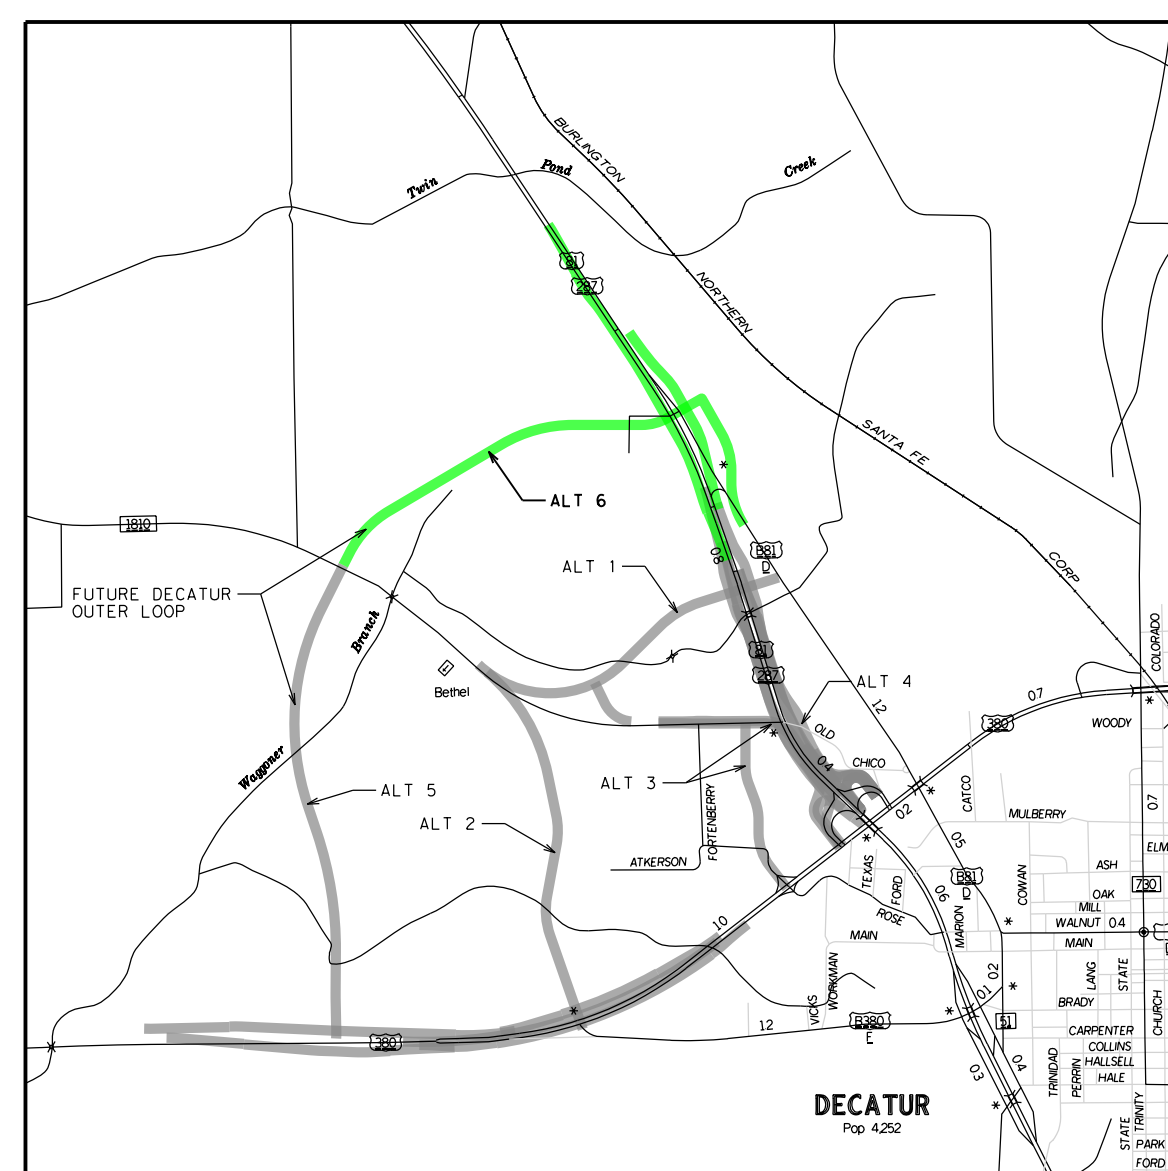 BURLINGTON
Twin
Pond
Creek
81
287
NORTHERN
SANTA FE
CORP
ALT 6
1810
08
B81
D
ALT 1
FUTURE DECATUR
OUTER LOOP
Branch
COLORADO
81
287
Bethel
ALT 4
12
07
380
WOODY
OLD
CHICO
04
Waggoner
ALT 5
ALT 3
ALT 2
FORTENBERRY
CATCO
02
MULBERRY
07
05
ATKERSON
TEXAS
FORD
B81
D
06
COWAN
ASH
ELM
OAK
730
MILL
ROSE
MARION
WALNUT 04
10
MAIN
MAIN
LANG
STATE
02
WORKMAN
VICKS
01
BRADY
CHURCH
12
B380
E
51
380
CARPENTER
COLLINS
HALLSELL
HALE
03
04
TRINIDAD
PERRIN
TRINITY
DECATUR
Pop 4,252
STATE
PARK
FORD